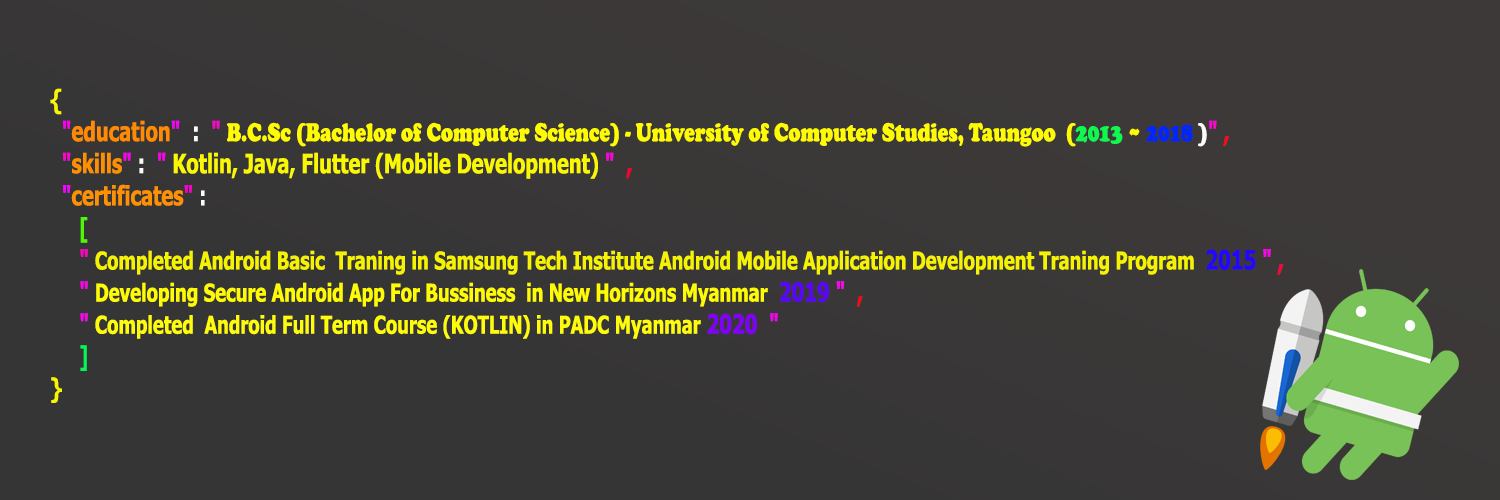 {
"education" : " B.C.Sc (Bachelor of Computer Science) - University of Computer Studies, Taungoo (2013 ~ 2018 )" ,
"skills" : " Kotlin, Java, Flutter (Mobile Development) " ,
"certificates" :
[
" Completed Android Basic Traning in Samsung Tech Institute Android Mobile Application Development Traning Program 2015 " ,
" Developing Secure Android App For Bussiness in New Horizons Myanmar 2019 " ,
" Completed Android Full Term Course (KOTLIN) in PADC Myanmar 2020 "
]
}